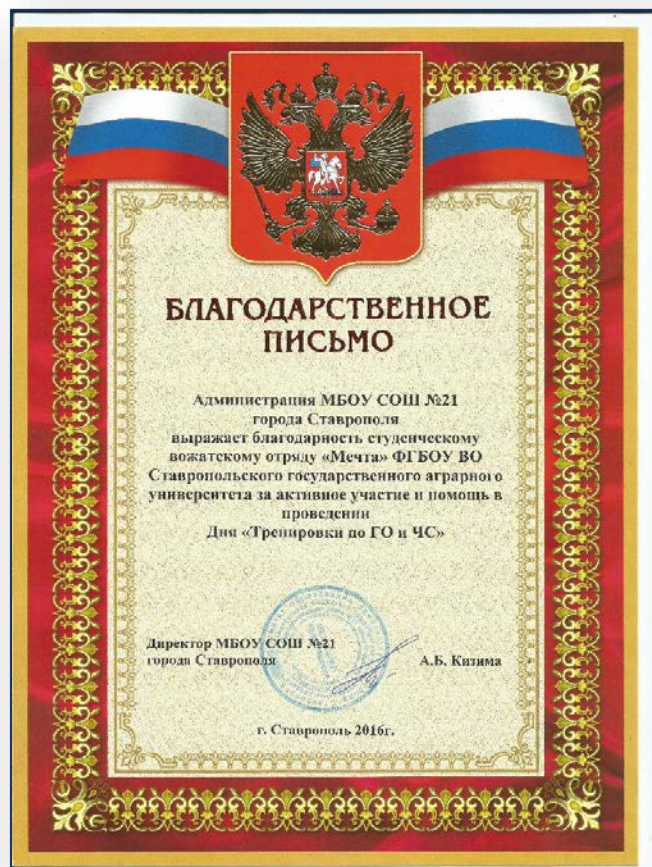 БЛАГОДАРСТВЕННОЕ
ПИСЬМО
Администрация МБОУ СОШ №21
города Ставрополя
выражает благодарность студенческому
вожатскому отряду «Мечта» ФГБОУ ВО
Ставропольского государственного аграрного
университета за активное участие и помощь в
проведении
Дня «Тренировки по ГО и ЧС»
Директор МБОУ СОШ №21
города Ставрополя А.Б. Кизима
г. Ставрополь 2016г.